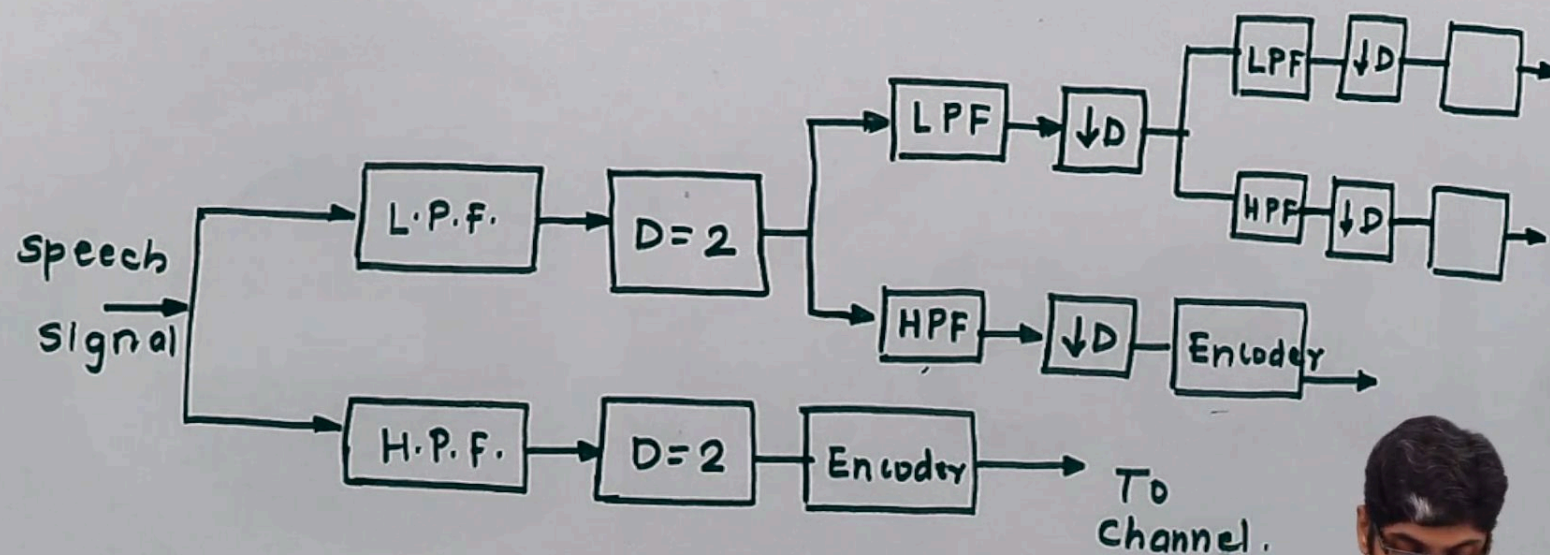 LPF
↓D
HPF
↓D
LPF
↓D
L.P.F.
D=2
Speech
Signal
HPF
↓D
Encoder
H.P.F.
D=2
Encoder
To
Channel.